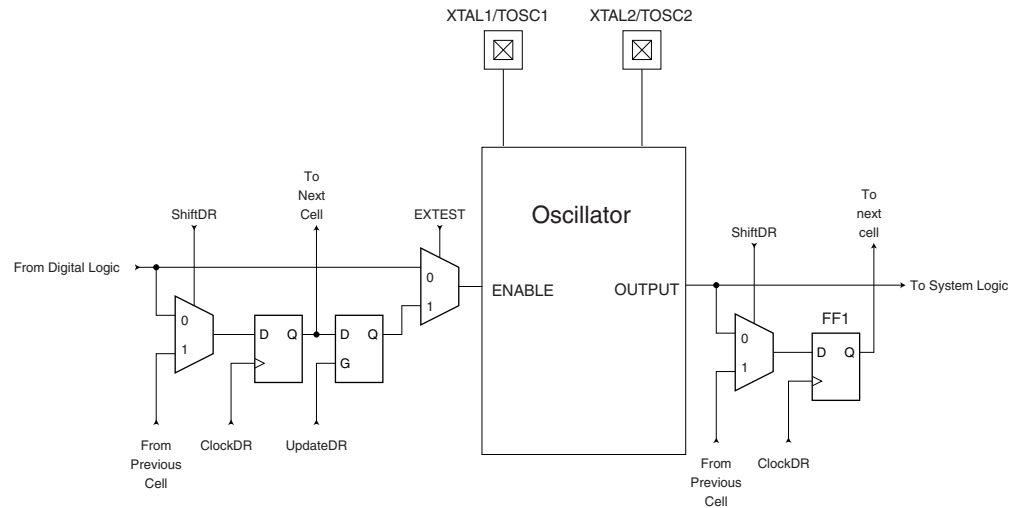 XTAL1/TOSC1
XTAL2/TOSC2
To
Next
Cell
ShiftDR
EXTEST
From Digital Logic
0
1
D Q
D Q
G
0
1
From
Previous
Cell
ClockDR
UpdateDR
Oscillator
ENABLE
OUTPUT
To
next
cell
ShiftDR
To System Logic
FF1
0
1
D Q
From
Previous
Cell
ClockDR